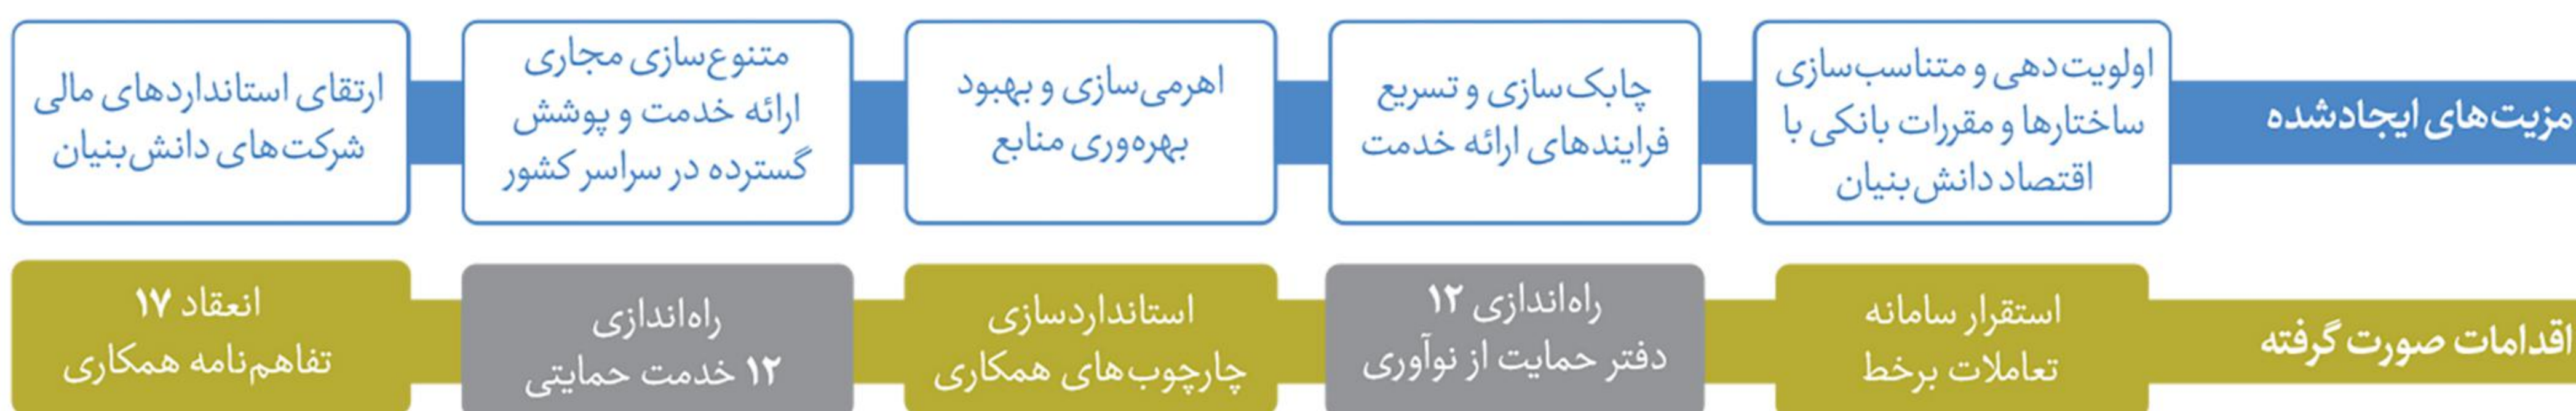 مزیت‌های ایجادشده
اولویت‌دهی و متناسب‌سازی
ساختارها و مقررات بانکی با
اقتصاد دانش‌بنیان
چابک‌سازی و تسریع
فرایندهای ارائه خدمت
اهرمی‌سازی و بهبود
بهره‌وری منابع
متنوع‌سازی مجاری
ارائه خدمت و پوشش
گسترده در سراسر کشور
ارتقای استانداردهای مالی
شرکت‌های دانش‌بنیان
اقدامات صورت گرفته
استقرار سامانه
تعاملات برخط
راه‌اندازی ۱۲
دفتر حمایت از نوآوری
استانداردسازی
چارچوب‌های همکاری
راه‌اندازی
۱۲ خدمت حمایتی
انعقاد ۱۷
تفاهم‌نامه همکاری